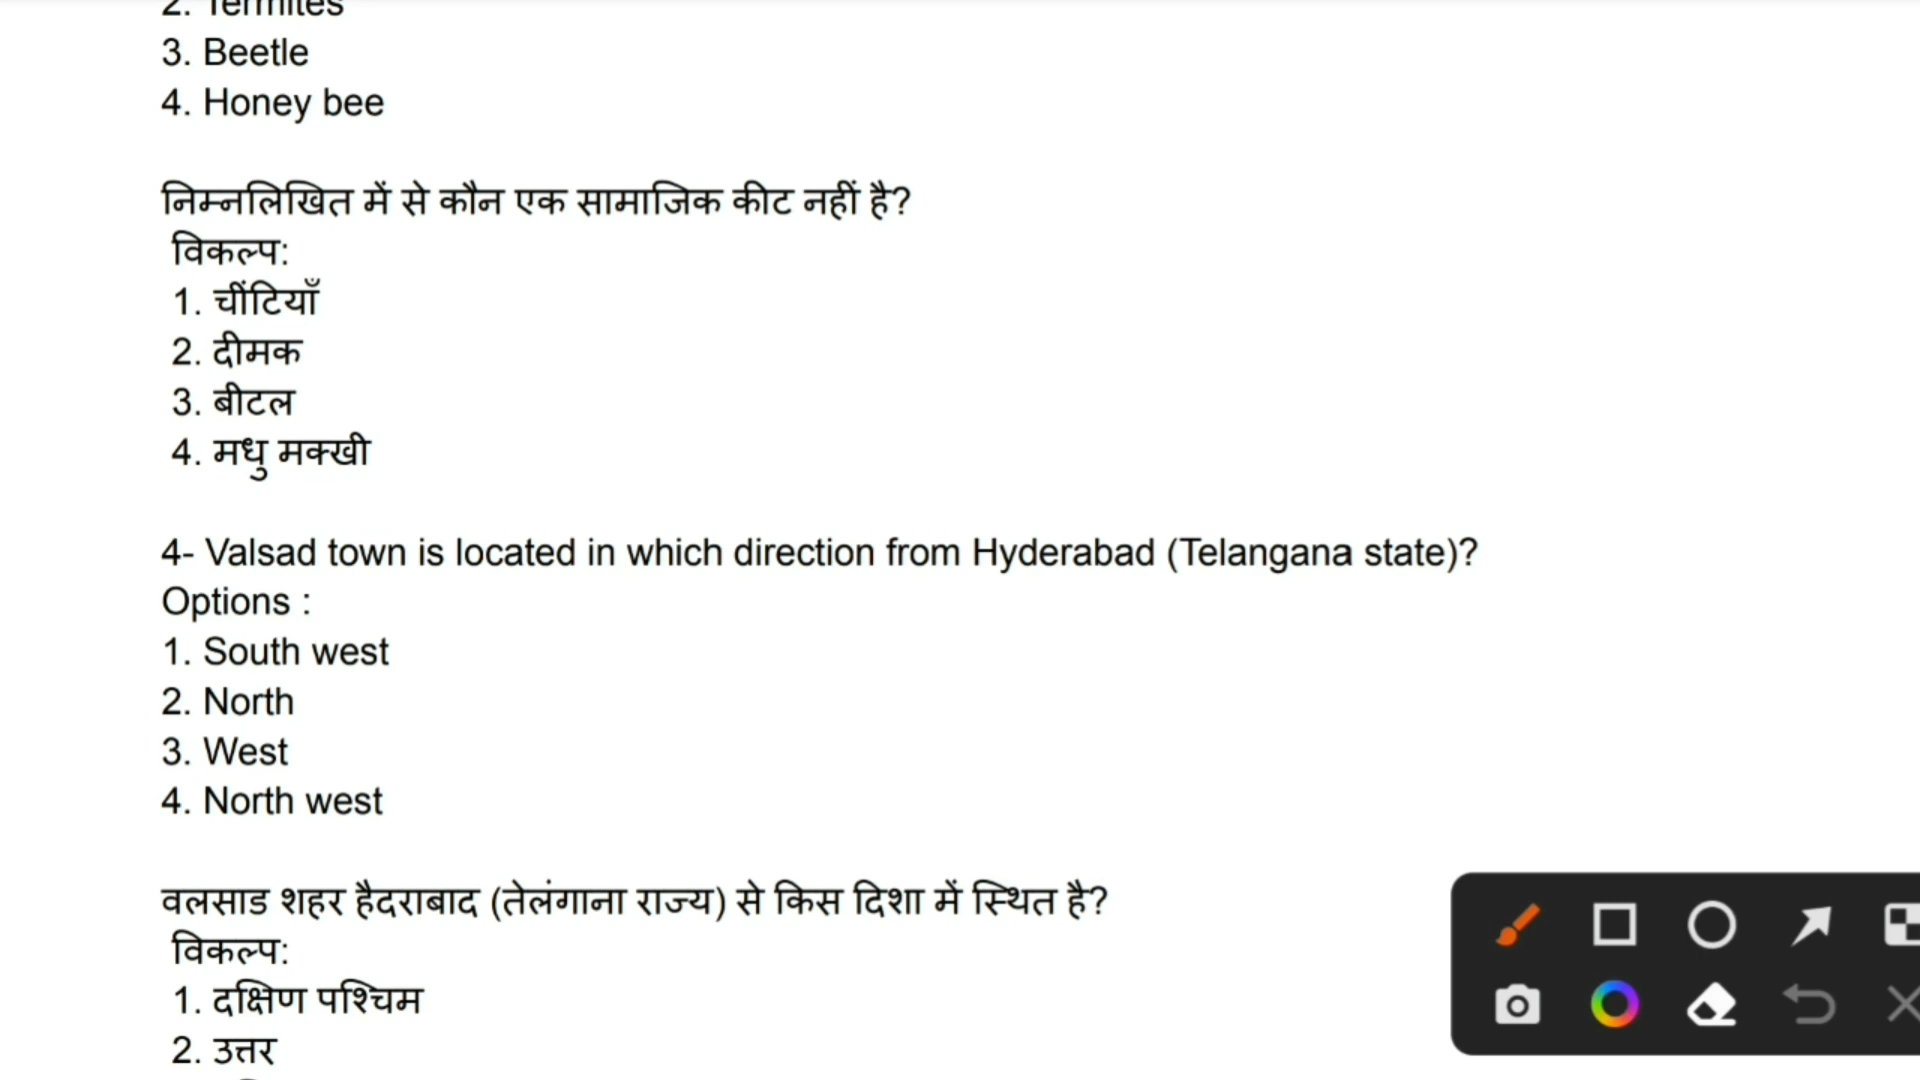 2. Termites
3. Beetle
4. Honey bee
निम्नलिखित में से कौन एक सामाजिक कीट नहीं है?
विकल्प:
1. चींटियाँ
2. दीमक
3. बीटल
4. मधु मक्खी
4- Valsad town is located in which direction from Hyderabad (Telangana state)?
Options :
1. South west
2. North
3. West
4. North west
वलसाड शहर हैदराबाद (तेलंगाना राज्य) से किस दिशा में स्थित है?
विकल्प:
1. दक्षिण पश्चिम
2. उत्तर